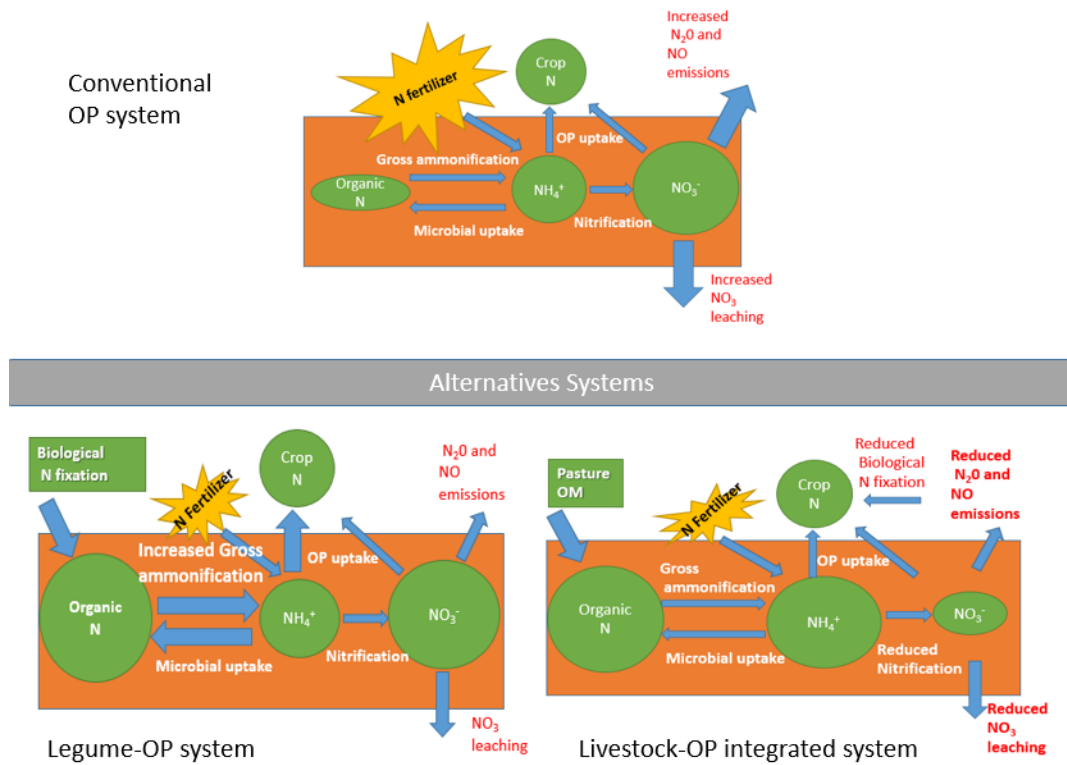 Conventional
OP system
N fertilizer
Crop
N
Increased
N₂0 and
NO
emissions
OP uptake
Gross ammonification
Organic
N
NH₄⁺
NO₃⁻
Microbial uptake
Nitrification
Increased
NO₃
leaching
Alternatives Systems
Biological
N fixation
N Fertilizer
Crop
N
N₂0 and
NO
emissions
Increased Gross
ammonification
OP uptake
Organic
N
NH₄⁺
NO₃⁻
Microbial uptake
Nitrification
NO₃
leaching
Legume-OP system
Pasture
OM
N Fertilizer
Crop
N
Reduced
Biological
N fixation
Reduced
N₂0 and
NO
emissions
Gross
ammonification
OP uptake
Organic
N
NH₄⁺
NO₃⁻
Microbial uptake
Reduced
Nitrification
Reduced
NO₃
leaching
Livestock-OP integrated system